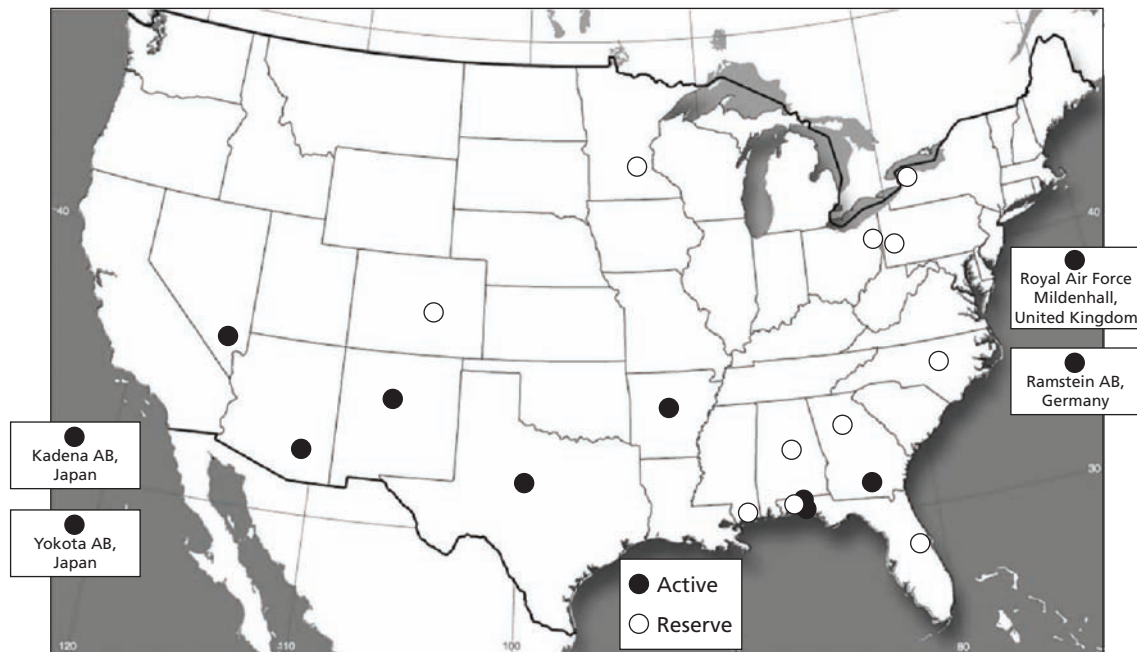 40
40
Royal Air Force
Mildenhall,
United Kingdom
Ramstein AB,
Germany
Kadena AB,
Japan
30
Yokota AB,
Japan
Active
Reserve
120
110
100
80